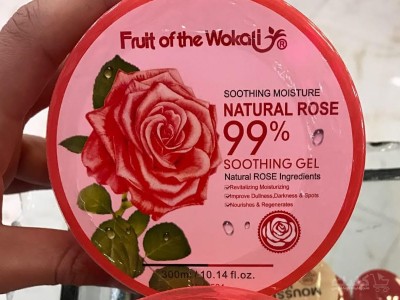 Fruit of the Wokali®
SOOTHING MOISTURE
NATURAL ROSE
99%
SOOTHING GEL
Natural ROSE Ingredients
Revitalizing Moisturizing
Improve Dullness,Darkness & Spots
Nourishes & Regenerates
300ml / 10.14 fl.oz.